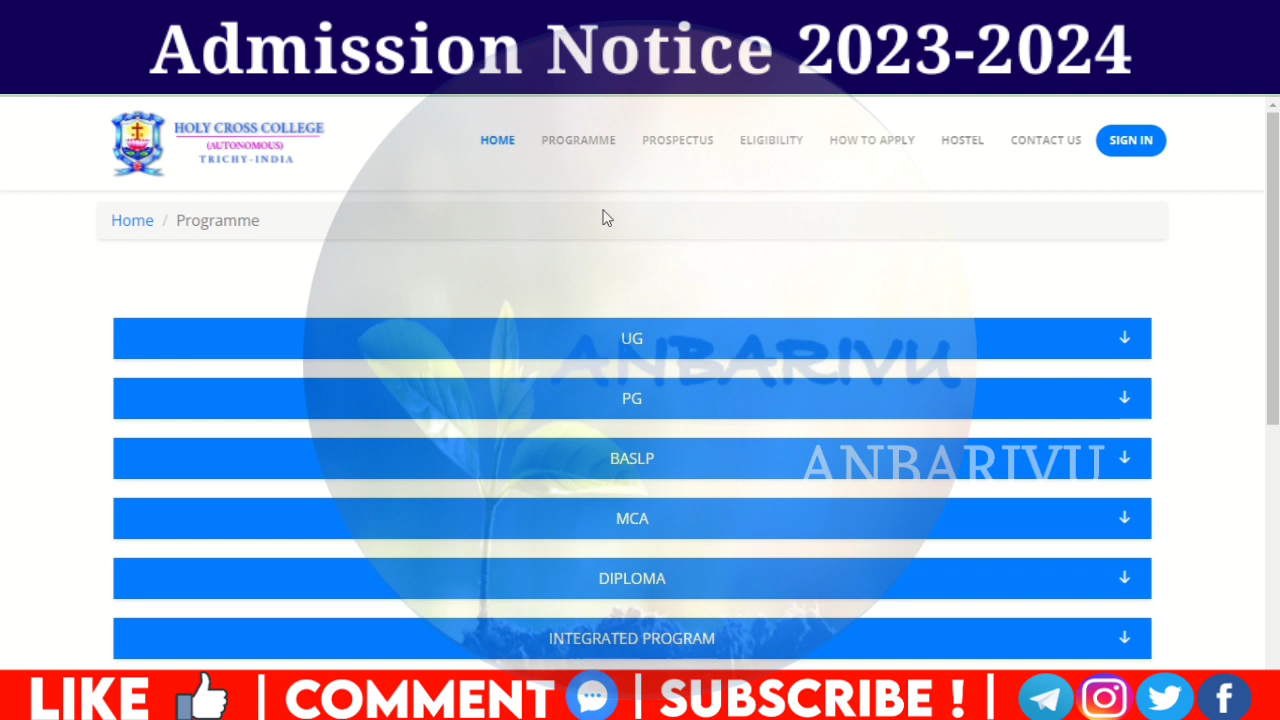 Admission Notice 2023-2024
HOLY CROSS COLLEGE
(AUTONOMOUS)
TRICHY-INDIA
HOME PROGRAMME PROSPECTUS ELIGIBILITY HOW TO APPLY HOSTEL CONTACT US SIGN IN
Home / Programme
UG
ANBARIVU
PG
BASLP
ANBARIVU
MCA
DIPLOMA
INTEGRATED PROGRAM
LIKE | COMMENT | SUBSCRIBE ! |